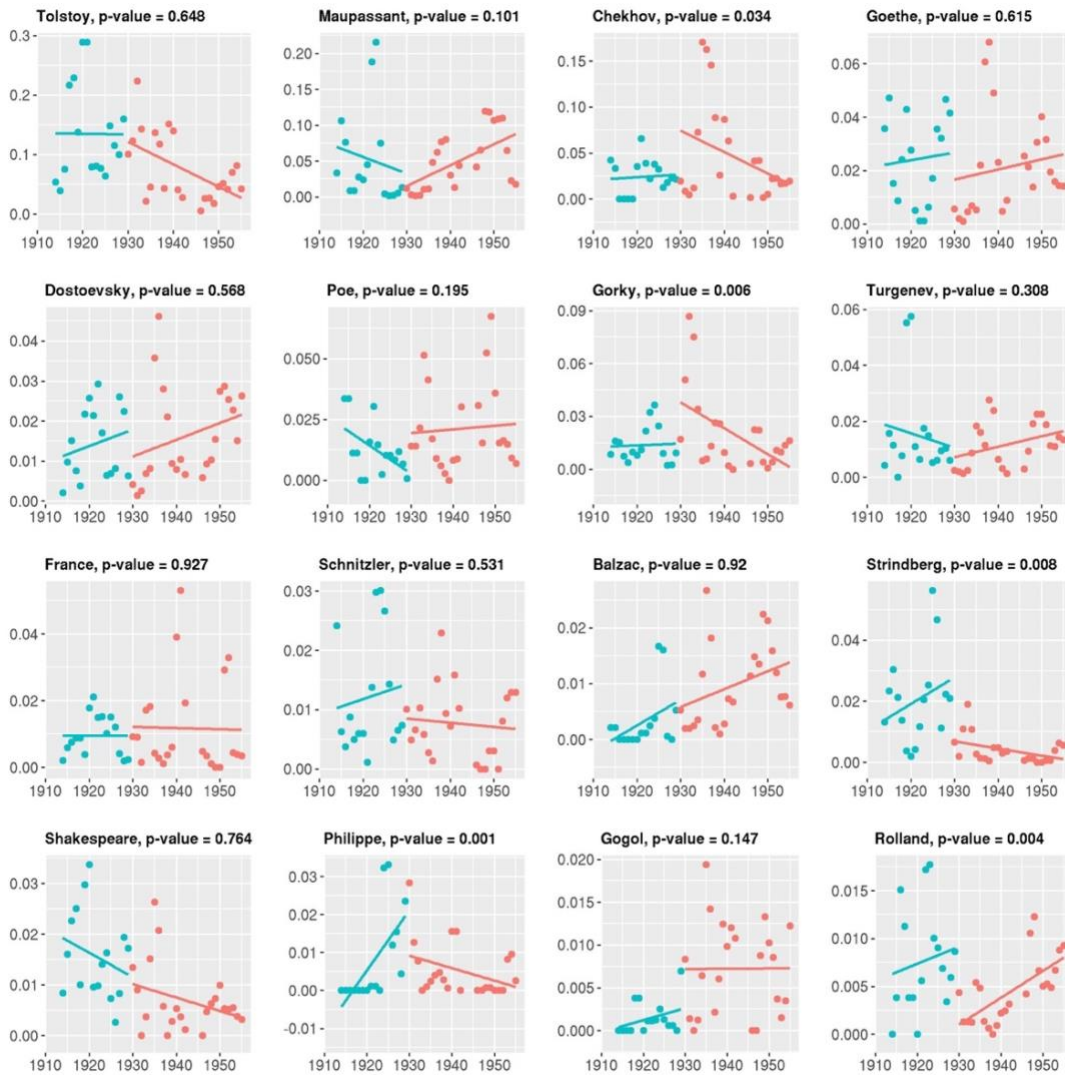 Tolstoy, p-value = 0.648
0.3
0.2
0.1
0.0
1910 1920 1930 1940 1950
Maupassant, p-value = 0.101
0.20
0.15
0.10
0.05
0.00
1910 1920 1930 1940 1950
Chekhov, p-value = 0.034
0.15
0.10
0.05
0.00
1910 1920 1930 1940 1950
Goethe, p-value = 0.615
0.06
0.04
0.02
0.00
1910 1920 1930 1940 1950
Dostoevsky, p-value = 0.568
0.04
0.03
0.02
0.01
0.00
1910 1920 1930 1940 1950
Poe, p-value = 0.195
0.050
0.025
0.000
1910 1920 1930 1940 1950
Gorky, p-value = 0.006
0.09
0.06
0.03
0.00
1910 1920 1930 1940 1950
Turgenev, p-value = 0.308
0.06
0.04
0.02
0.00
1910 1920 1930 1940 1950
France, p-value = 0.927
0.04
0.02
0.00
1910 1920 1930 1940 1950
Schnitzler, p-value = 0.531
0.03
0.02
0.01
0.00
1910 1920 1930 1940 1950
Balzac, p-value = 0.92
0.02
0.01
0.00
1910 1920 1930 1940 1950
Strindberg, p-value = 0.008
0.04
0.02
0.00
1910 1920 1930 1940 1950
Shakespeare, p-value = 0.764
0.03
0.02
0.01
0.00
1910 1920 1930 1940 1950
Philippe, p-value = 0.001
0.03
0.02
0.01
0.00
-0.01
1910 1920 1930 1940 1950
Gogol, p-value = 0.147
0.020
0.015
0.010
0.005
0.000
1910 1920 1930 1940 1950
Rolland, p-value = 0.004
0.015
0.010
0.005
0.000
1910 1920 1930 1940 1950